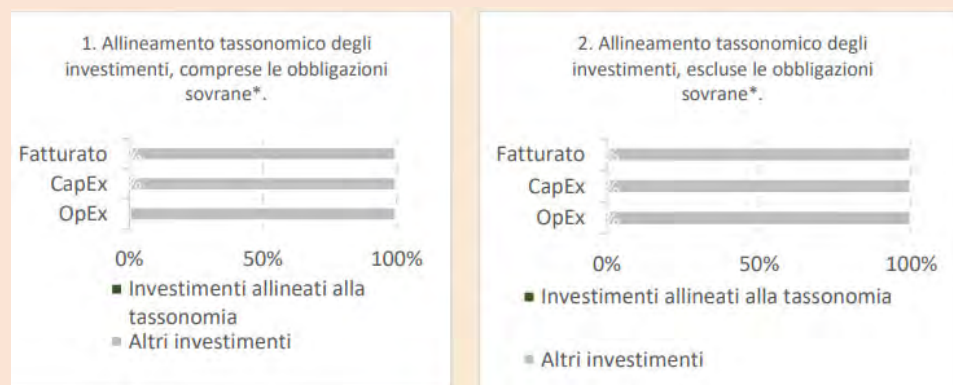 1. Allineamento tassonomico degli
investimenti, comprese le obbligazioni
sovrane*.
Fatturato
CapEx
OpEx
0%
50%
100%
Investimenti allineati alla
tassonomia
Altri investimenti
2. Allineamento tassonomico degli
investimenti, escluse le obbligazioni
sovrane*.
Fatturato
CapEx
OpEx
0%
50%
100%
Investimenti allineati alla tassonomia
Altri investimenti